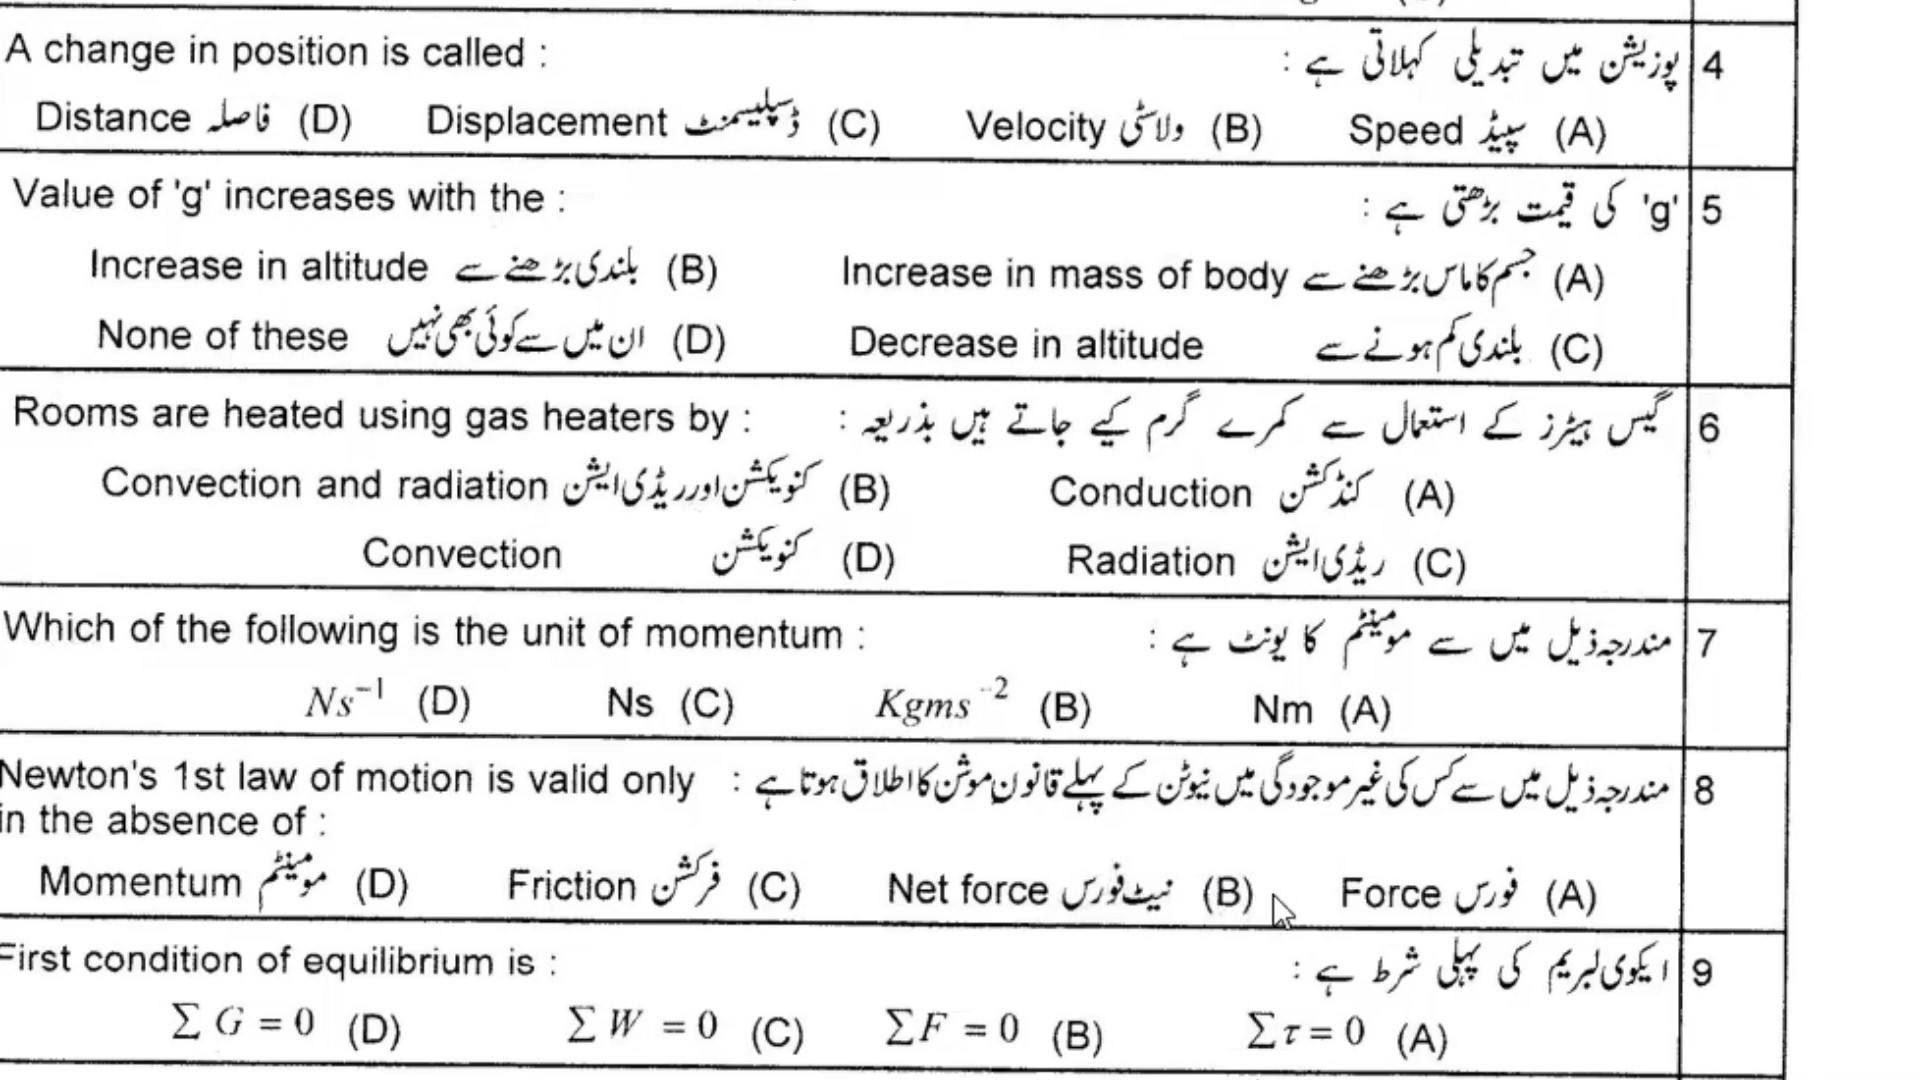 A change in position is called : پوزیشن میں تبدیلی کہلاتی ہے : 4
Distance فاصلہ (D) Displacement ڈسپلیسمنٹ (C) Velocity ولاسٹی (B) Speed سپیڈ (A)
Value of 'g' increases with the : 'g' کی قیمت بڑھتی ہے : 5
Increase in altitude بلندی بڑھنے سے (B) Increase in mass of body جسم کا ماس بڑھنے سے (A)
None of these ان میں سے کوئی بھی نہیں (D) Decrease in altitude بلندی کم ہونے سے (C)
Rooms are heated using gas heaters by : گیس ہیٹرز کے استعمال سے کمرے گرم کیے جاتے ہیں بذریعہ : 6
Convection and radiation کنویکشن اور ریڈی ایشن (B) Conduction کنڈکشن (A)
Convection کنویکشن (D) Radiation ریڈی ایشن (C)
Which of the following is the unit of momentum : مندرجہ ذیل میں سے مومینٹم کا یونٹ ہے : 7
Ns⁻¹ (D) Ns (C) Kgms⁻² (B) Nm (A)
Newton's 1st law of motion is valid only مندرجہ ذیل میں سے کس کی غیر موجودگی میں نیوٹن کے پہلے قانون موشن کا اطلاق ہوتا ہے : 8
in the absence of :
Momentum مومینٹم (D) Friction فرکشن (C) Net force نیٹ فورس (B) Force فورس (A)
First condition of equilibrium is : ایکوی لبریم کی پہلی شرط ہے : 9
∑ G = 0 (D) ∑ W = 0 (C) ∑ F = 0 (B) ∑ τ = 0 (A)